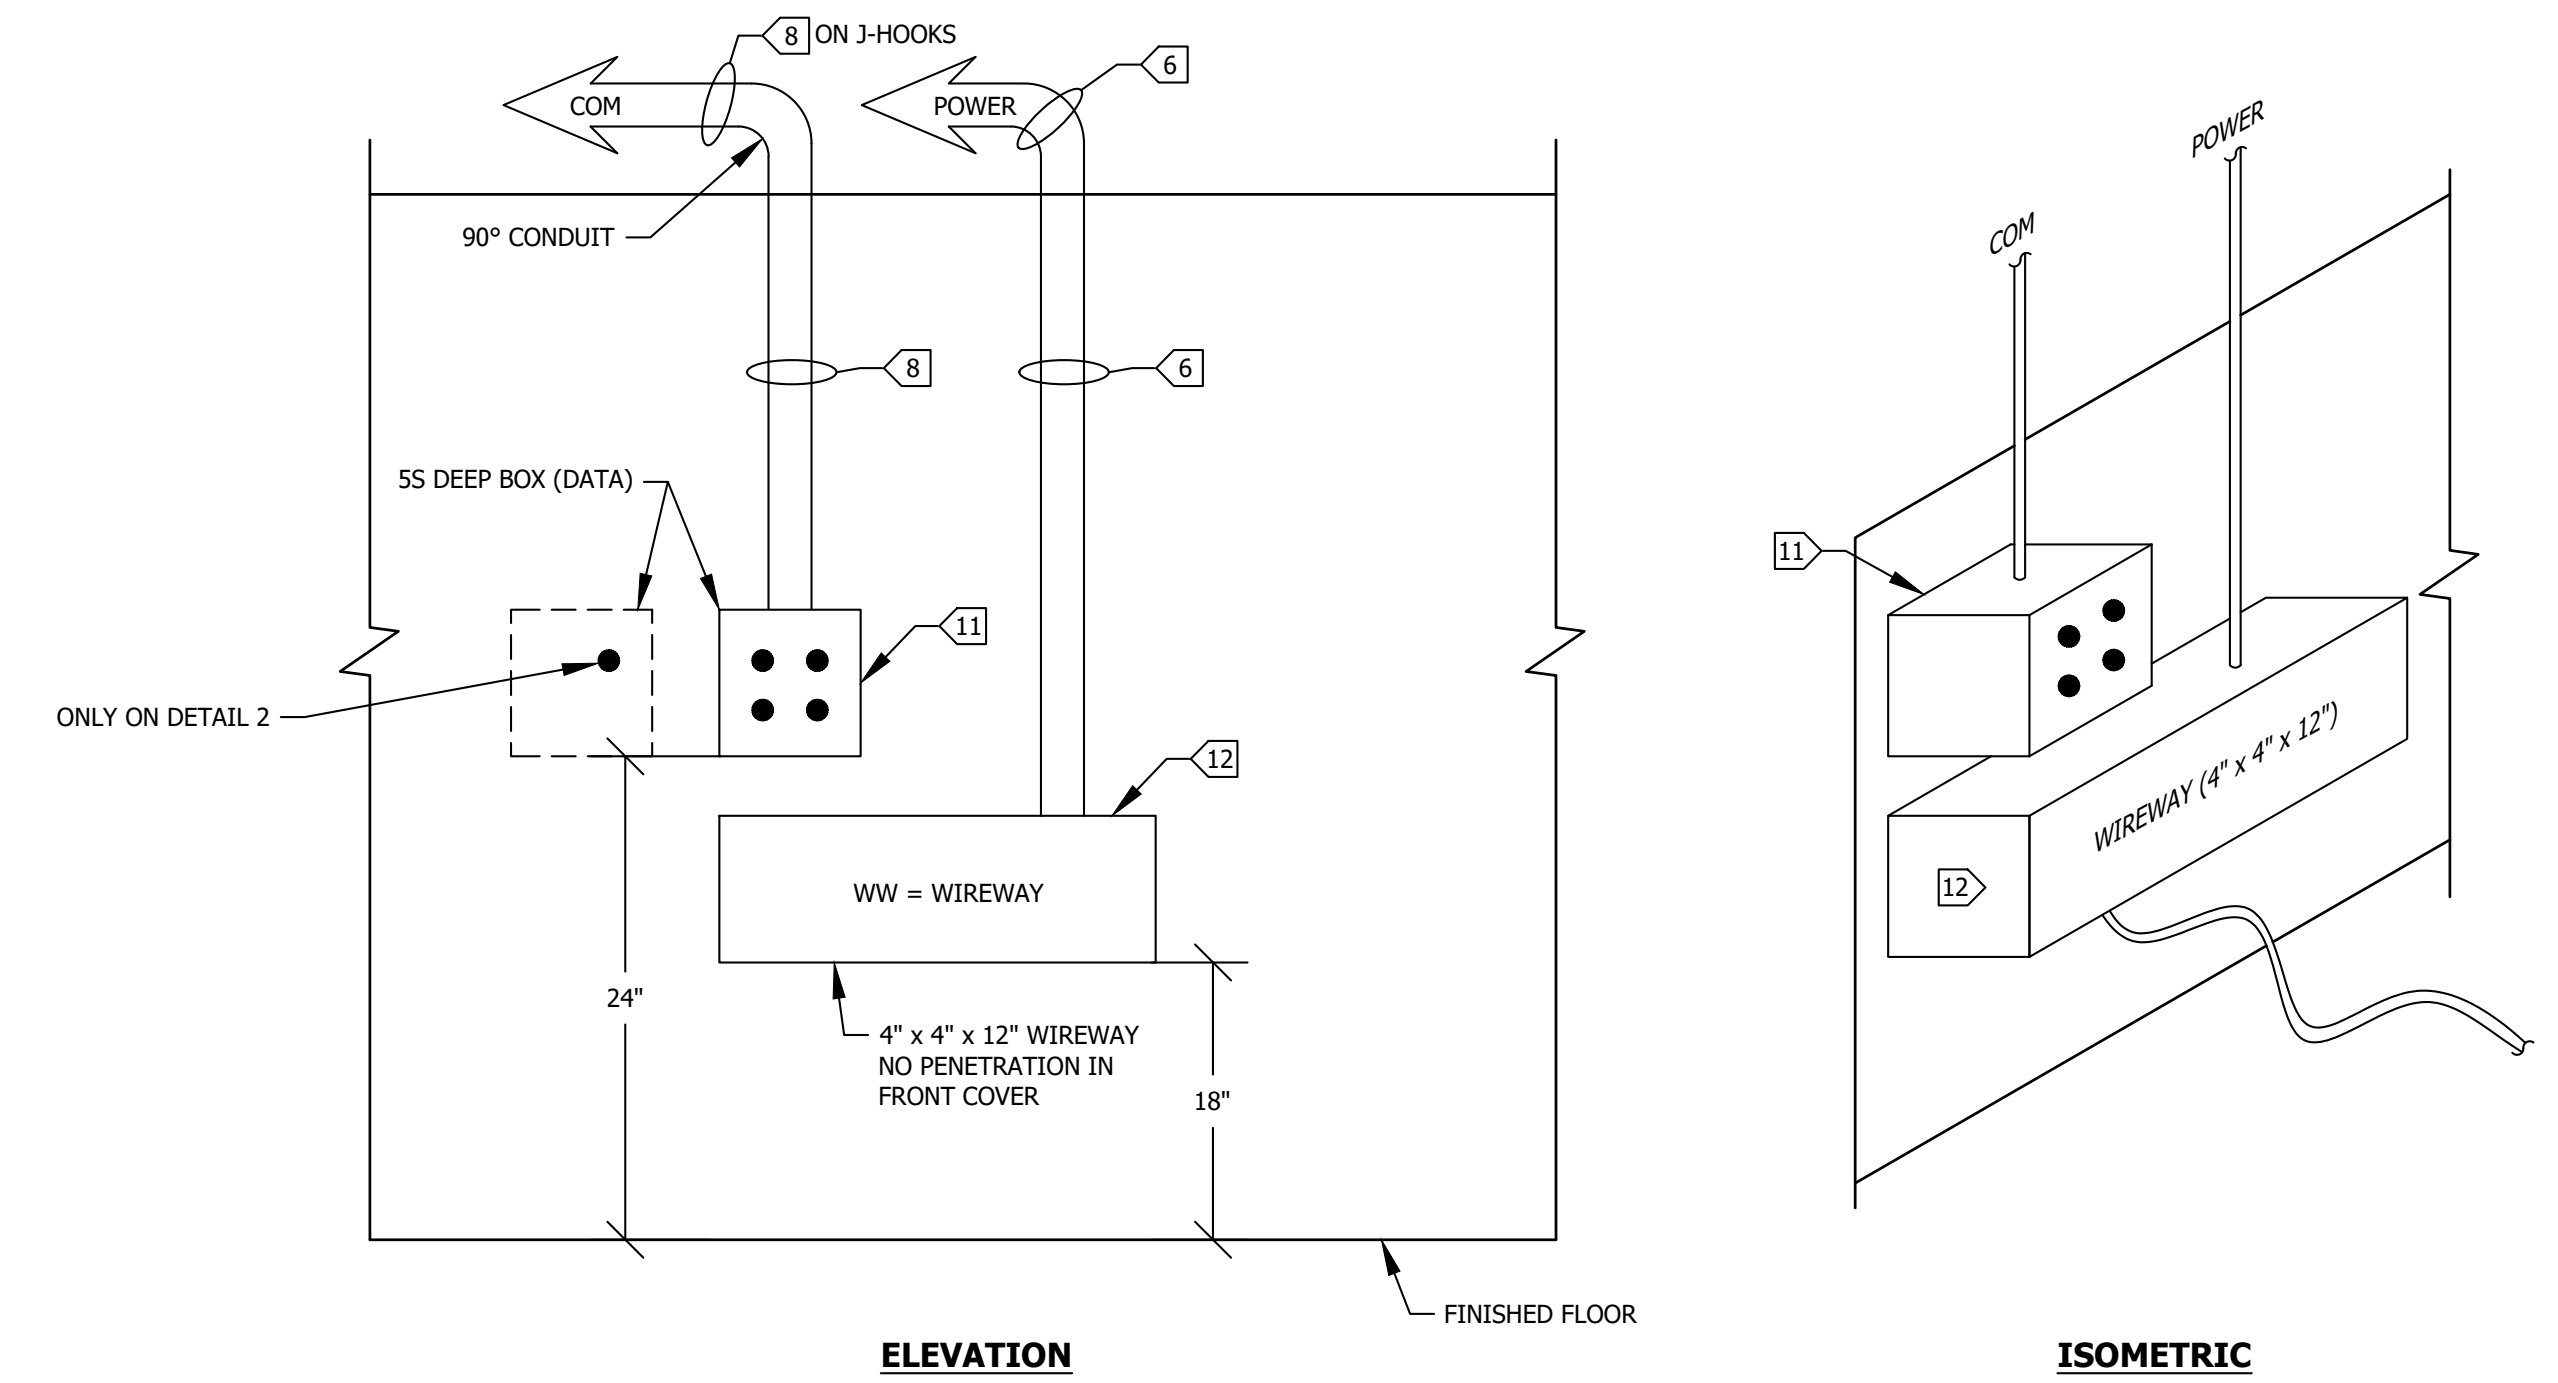 8 ON J-HOOKS
6
COM
POWER
90° CONDUIT
8
6
5S DEEP BOX (DATA)
11
ONLY ON DETAIL 2
12
WW = WIREWAY
24"
4" x 4" x 12" WIREWAY
NO PENETRATION IN
FRONT COVER
18"
FINISHED FLOOR
ELEVATION
POWER
COM
11
WIREWAY (4" x 4" x 12")
12
ISOMETRIC